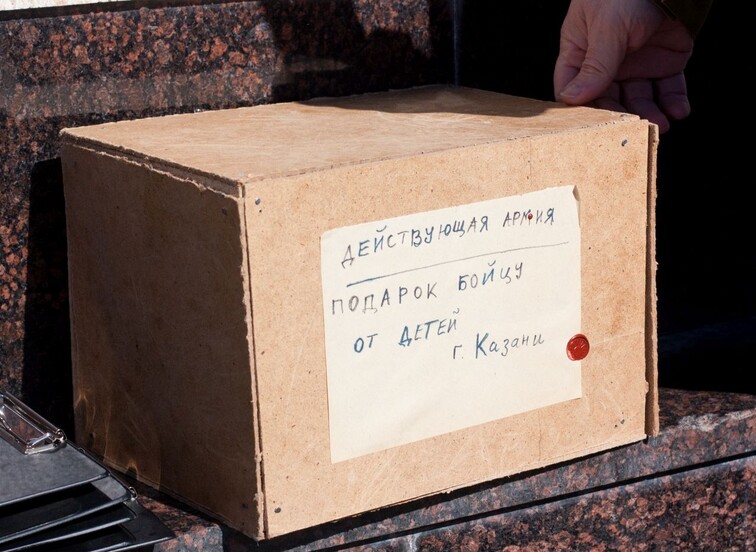 ДЕЙСТВУЮЩАЯ АРМИЯ
ПОДАРОК БОЙЦУ
ОТ ДЕТЕЙ
г. Казани